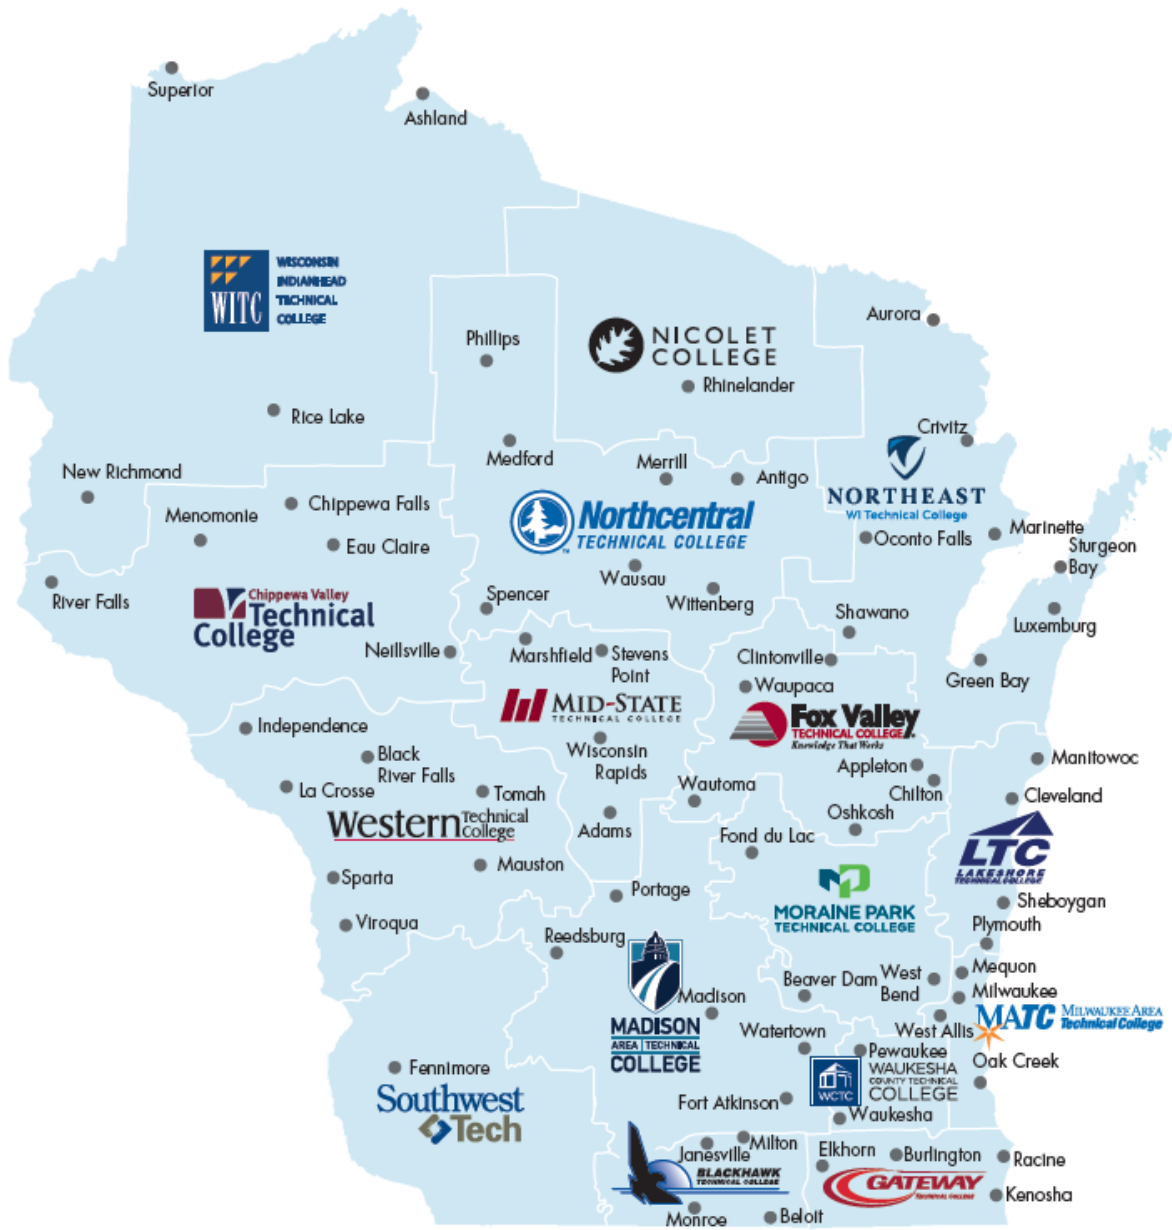 Superior
Ashland
WITC
WISCONSIN
INDIANHEAD
TECHNICAL
COLLEGE
Aurora
Phillips
NICOLET
COLLEGE
Rhinelander
Rice Lake
Crivitz
Medford
Merrill
Antigo
New Richmond
Menomonie
Chippewa Falls
Eau Claire
Northcentral
TECHNICAL COLLEGE
TM
NORTHEAST
WI Technical College
Oconto Falls
Marinette
Sturgeon
Bay
River Falls
Wausau
Wittenberg
Spencer
Chippewa Valley
Technical
College
Shawano
Luxemburg
Neillsville
Marshfield
Stevens
Point
Clintonville
Waupaca
Green Bay
MID-STATE
TECHNICAL COLLEGE
Fox Valley
TECHNICAL COLLEGE
Knowledge That Works
Independence
Black
River Falls
Wisconsin
Rapids
Manitowoc
Appleton
Chilton
La Crosse
Tomah
Wautoma
Cleveland
Western Technical
College
Adams
Oshkosh
Fond du Lac
LTC
LAKESHORE
TECHNICAL COLLEGE
Mauston
Sparta
Portage
MORAINE PARK
TECHNICAL COLLEGE
Sheboygan
Plymouth
Viroqua
Reedsburg
Beaver Dam
West
Bend
Mequon
Milwaukee
Madison
MADISON
AREA TECHNICAL
COLLEGE
Watertown
West Allis
MATC MILWAUKEE AREA
Technical College
Oak Creek
Pewaukee
WCTC
WAUKESHA
COUNTY TECHNICAL
COLLEGE
Fennimore
Southwest
Tech
Fort Atkinson
Waukesha
Janesville
Milton
Elkhorn
Burlington
Racine
BLACKHAWK
TECHNICAL COLLEGE
GATEWAY
TECHNICAL COLLEGE
Kenosha
Monroe
Beloit